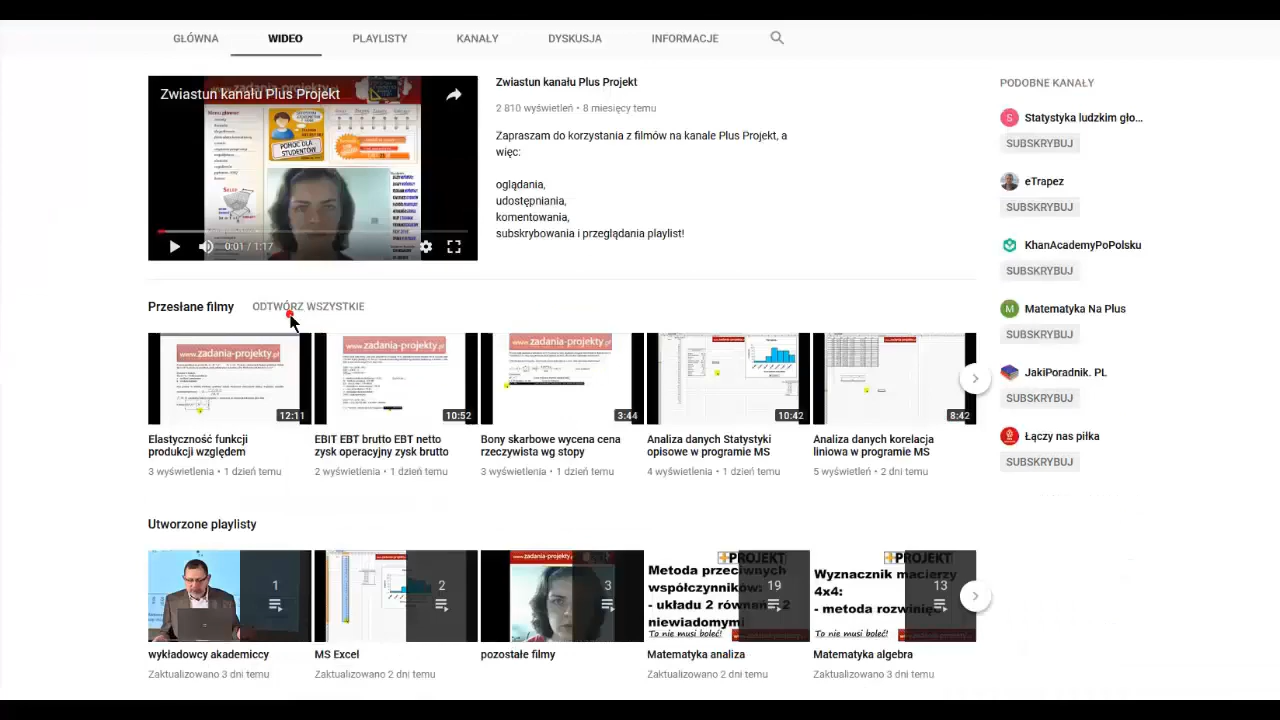 GŁÓWNA
WIDEO
PLAYLISTY
KANAŁY
DYSKUSJA
INFORMACJE
Zwiastun kanału Plus Projekt
POMOC DLA
STUDENTÓW
0:01 / 1:17
Zwiastun kanału Plus Projekt
2 810 wyświetleń • 8 miesięcy temu
Zapraszam do korzystania z filmów na kanale Plus Projekt, a
więc:
oglądania,
udostępniania,
komentowania,
subskrybowania i przeglądania playlist!
PODOBNE KANAŁY
Statystyka ludzkim gło...
SUBSKRYBUJ
eTrapez
SUBSKRYBUJ
KhanAcademyPoPolsku
SUBSKRYBUJ
Matematyka Na Plus
SUBSKRYBUJ
JakiPoradnik. PL
SUBSKRYBUJ
Łączy nas piłka
SUBSKRYBUJ
Przesłane filmy
ODTWÓRZ WSZYSTKIE
www.zadania-projekty.pl
12:11
Elastyczność funkcji
produkcji względem
3 wyświetlenia • 1 dzień temu
www.zadania-projekty.pl
10:52
EBIT EBT brutto EBT netto
zysk operacyjny zysk brutto
2 wyświetlenia • 1 dzień temu
www.zadania-projekty.pl
3:44
Bony skarbowe wycena cena
rzeczywista wg stopy
3 wyświetlenia • 1 dzień temu
10:42
Analiza danych Statystyki
opisowe w programie MS
4 wyświetlenia • 1 dzień temu
8:42
Analiza danych korelacja
liniowa w programie MS
5 wyświetleń • 2 dni temu
Utworzone playlisty
1
wykładowcy akademiccy
Zaktualizowano 3 dni temu
2
MS Excel
Zaktualizowano 2 dni temu
www.zadania-projekty.pl
3
pozostałe filmy
PROJEKT
Metoda przeciwnych
współczynników:
- układu 2 równań z 2
niewiadomymi
To nie musi boleć!
19
Matematyka analiza
Zaktualizowano 2 dni temu
PROJEKT
Wyznacznik macierzy
4x4:
- metoda rozwinięć
To nie musi boleć!
13
Matematyka algebra
Zaktualizowano 3 dni temu